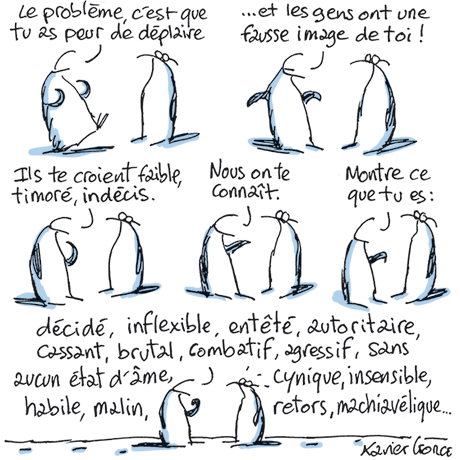 Le problème, c'est que
tu as peur de déplaire
...et les gens ont une
fausse image de toi !
Ils te croient faible,
timoré, indécis.
Nous on te
connaît.
Montre ce
que tu es :
décidé, inflexible, entêté, autoritaire,
cassant, brutal, combatif, agressif, sans
aucun état d'âme, cynique, insensible,
habile, malin, retors, machiavélique...
Xavier Gorce